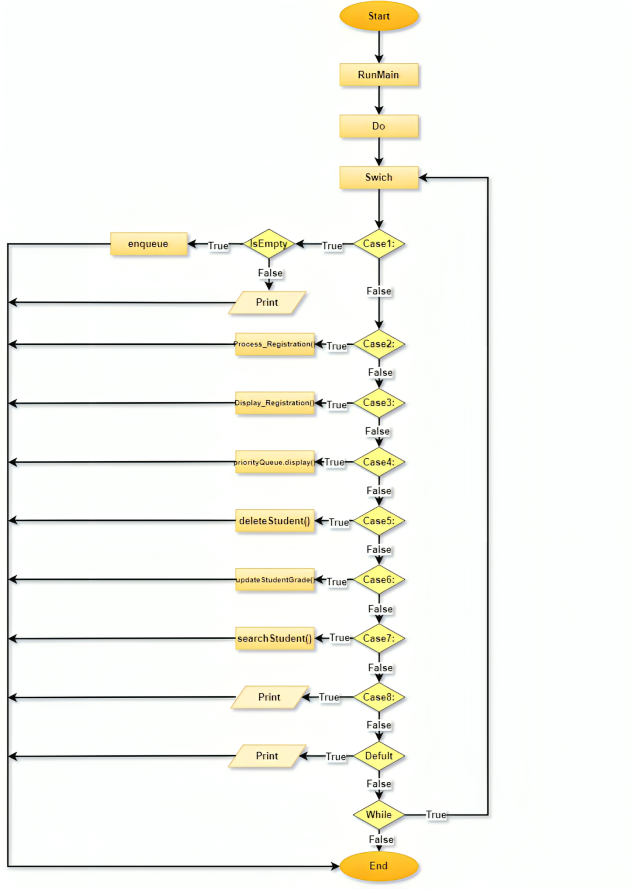 Start
RunMain
Do
Swich
enqueue
True
IsEmpty
True
Case1:
False
False
Print
Process_Registration()
True
Case2:
False
Display_Registration()
True
Case3:
False
priorityQueue.display()
True
Case4:
False
deleteStudent()
True
Case5:
False
updateStudentGrade()
True
Case6:
False
searchStudent()
True
Case7:
False
Print
True
Case8:
False
Print
True
Defult
False
While
True
False
End